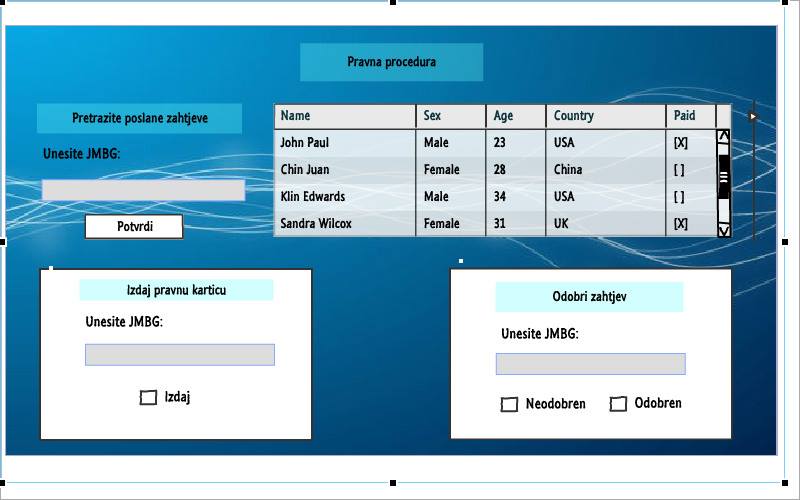 Pravna procedura
Pretrazite poslane zahtjeve
Unesite JMBG:
Potvrdi
Name Sex Age Country Paid
John Paul Male 23 USA [X]
Chin Juan Female 28 China [ ]
Klin Edwards Male 34 USA [ ]
Sandra Wilcox Female 31 UK [X]
Izdaj pravnu karticu
Unesite JMBG:
Izdaj
Odobri zahtjev
Unesite JMBG:
Neodobren Odobren